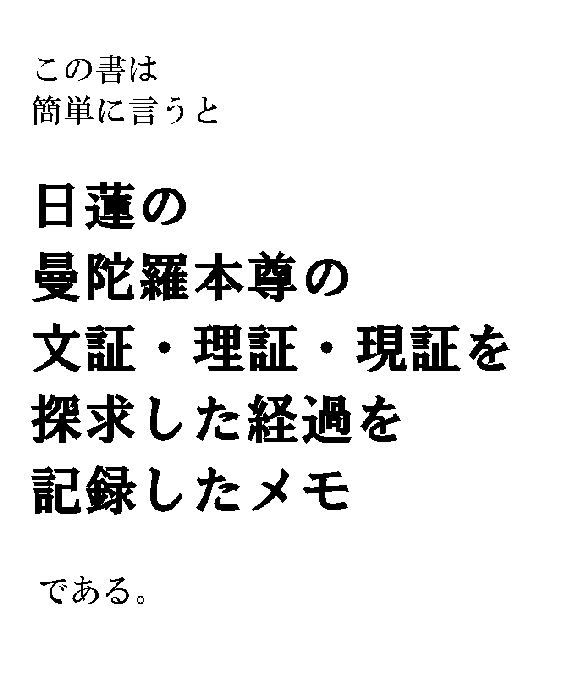 この書は
簡単に言うと
日蓮の
曼陀羅本尊の
文証・理証・現証を
探求した経過を
記録したメモ
である。